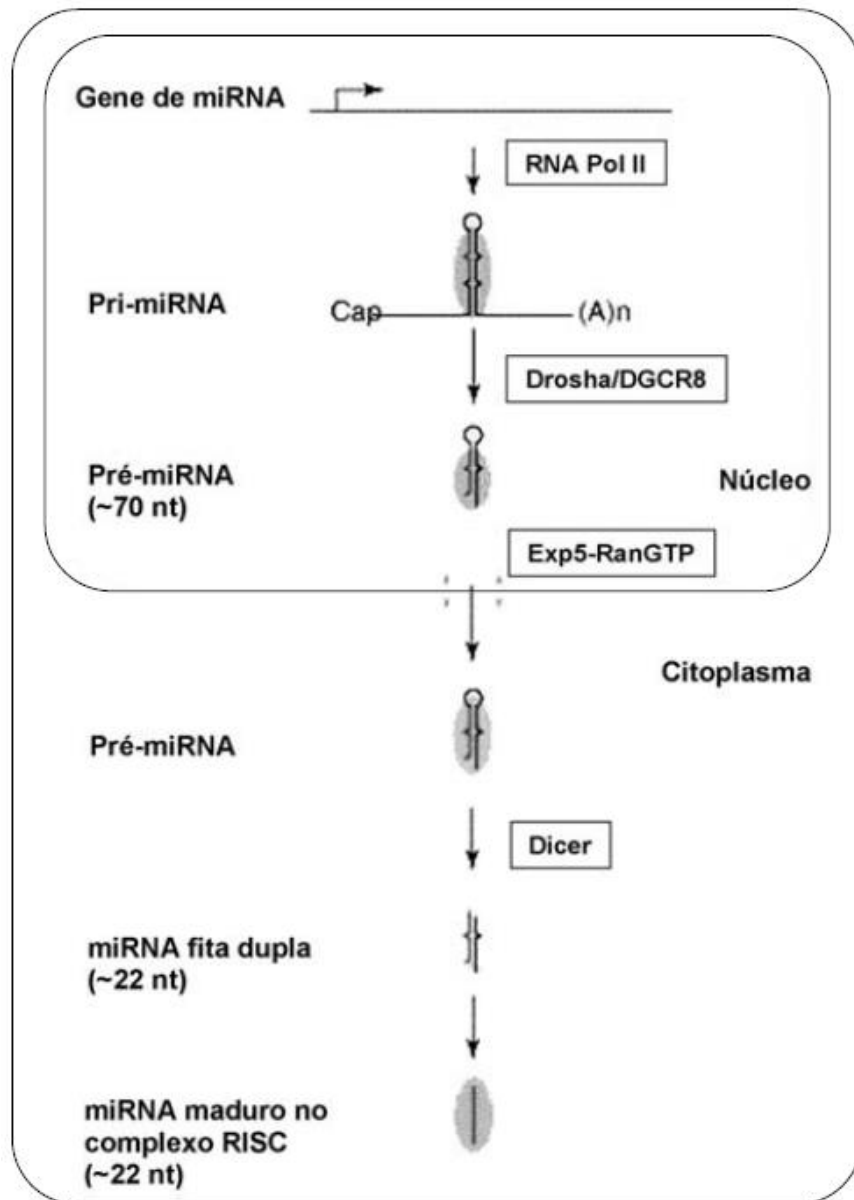 Gene de miRNA
RNA Pol II
Pri-miRNA
Cap
(A)n
Drosha/DGCR8
Pré-miRNA
(~70 nt)
Núcleo
Exp5-RanGTP
Citoplasma
Pré-miRNA
Dicer
miRNA fita dupla
(~22 nt)
miRNA maduro no
complexo RISC
(~22 nt)